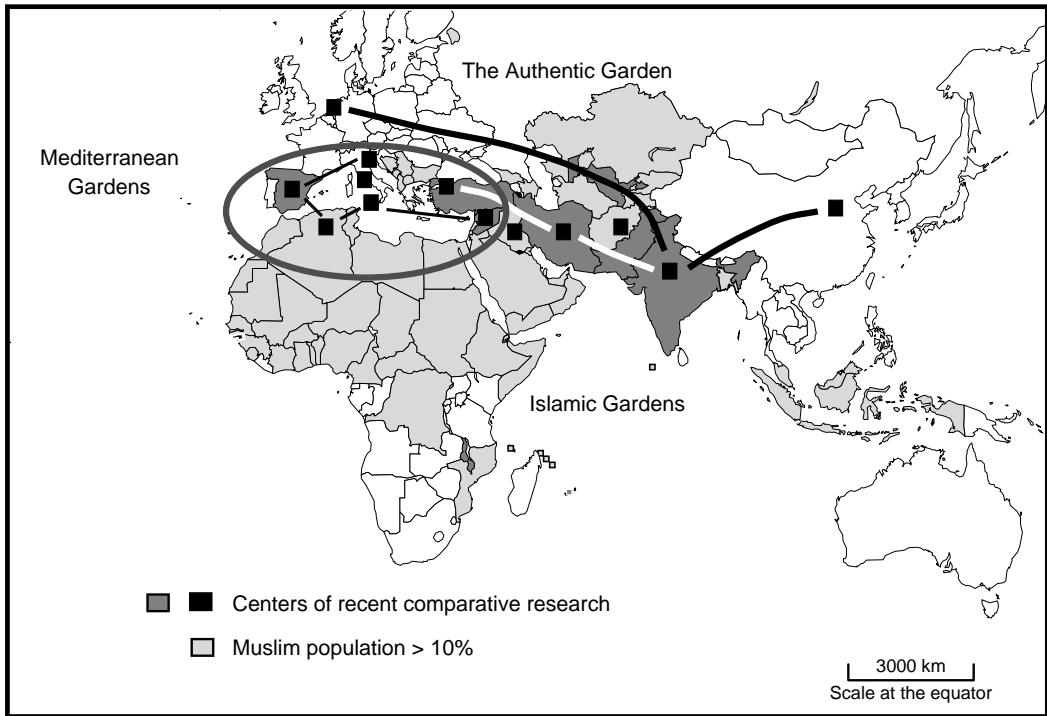 The Authentic Garden
Mediterranean
Gardens
Islamic Gardens
Centers of recent comparative research
Muslim population > 10%
3000 km
Scale at the equator